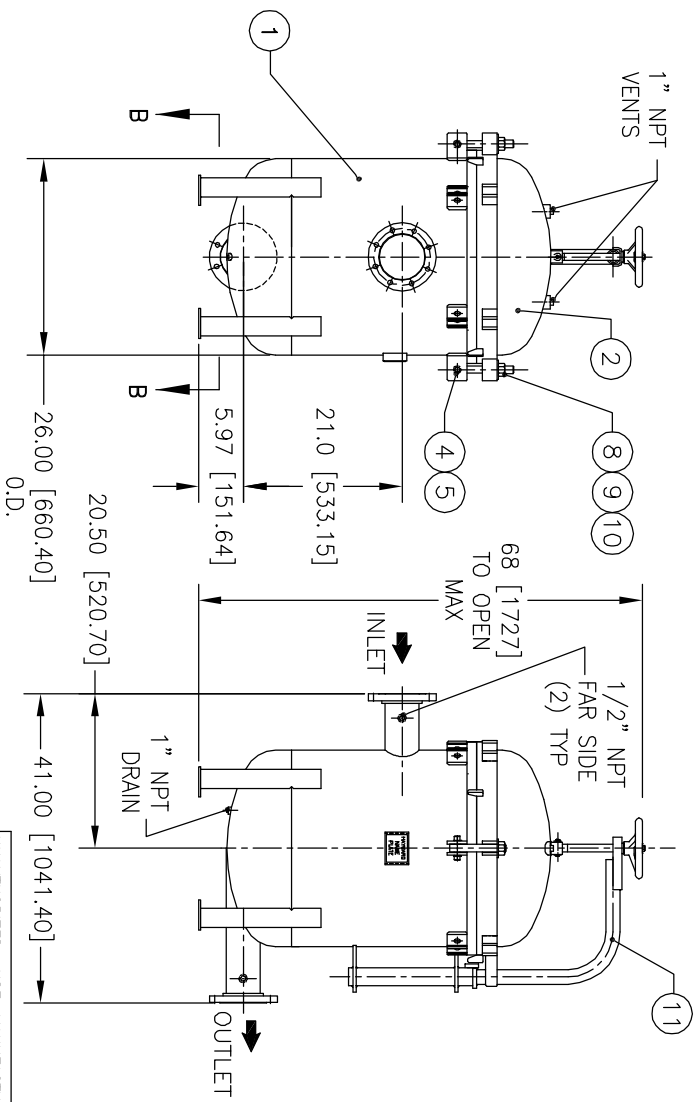 1
1" NPT
VENTS
B
B
2
8
9
10
4
5
21.0 [533.15]
5.97 [151.64]
26.00 [660.40]
O.D.
20.50 [520.70]
68 [1727]
TO OPEN
MAX
INLET
1/2" NPT
FAR SIDE
(2) TYP
1" NPT
DRAIN
NAME
PLATE
41.00 [1041.40]
OUTLET
11